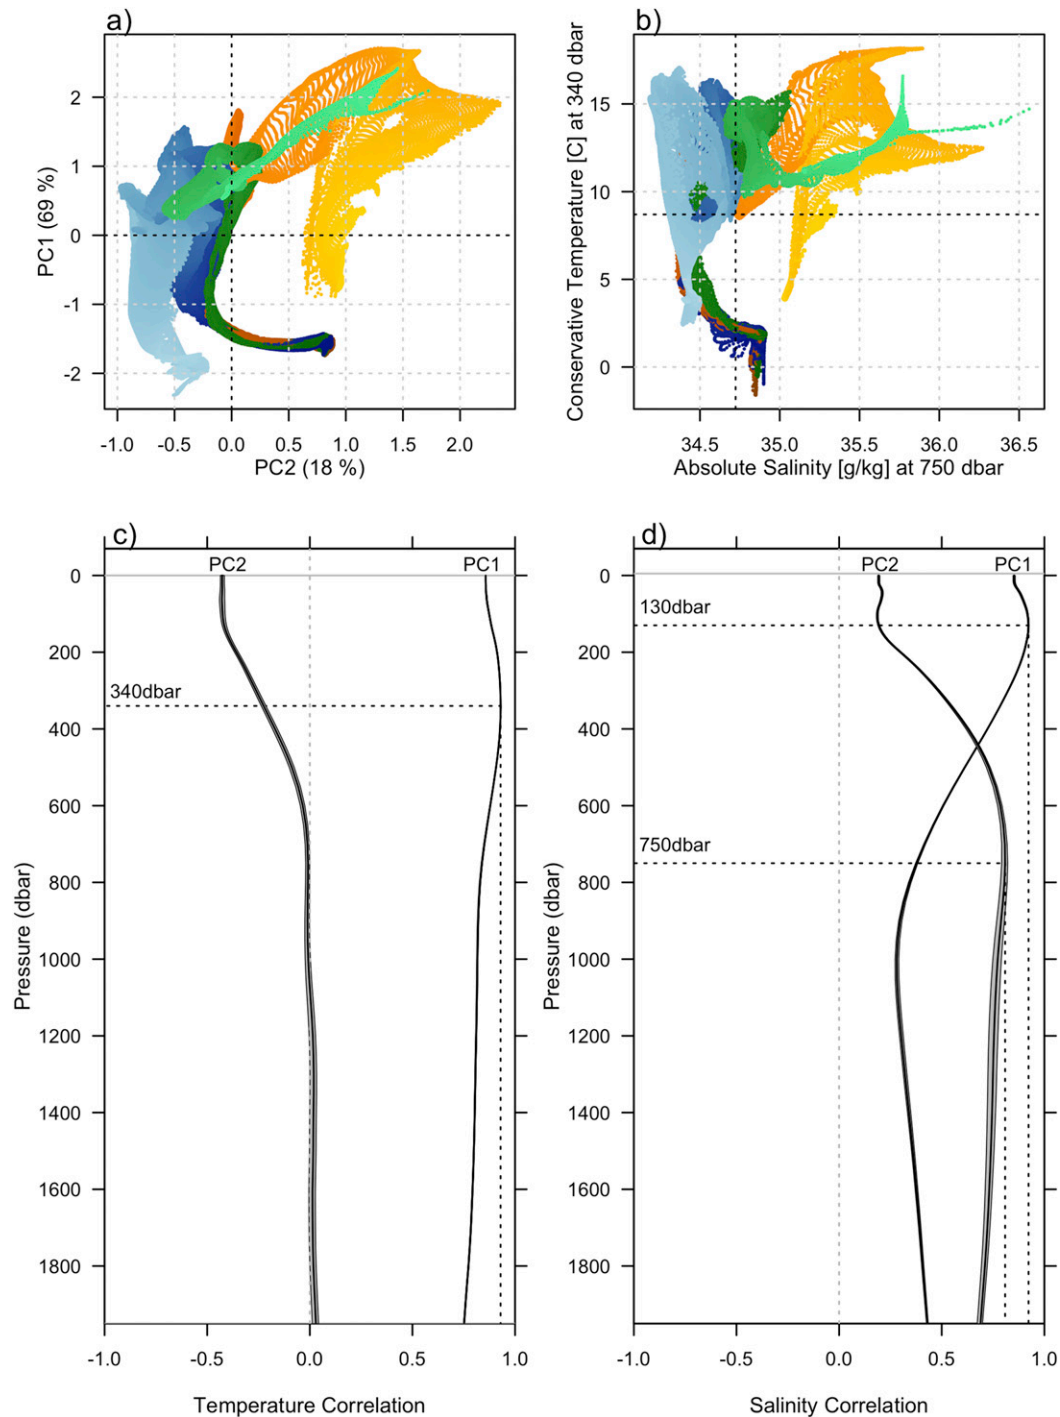 a)
PC1 (69 %)
2
1
0
-1
-2
-1.0 -0.5 0.0 0.5 1.0 1.5 2.0
PC2 (18 %)
b)
Conservative Temperature [C] at 340 dbar
15
10
5
0
34.5 35.0 35.5 36.0 36.5
Absolute Salinity [g/kg] at 750 dbar
c)
PC2 PC1
340dbar
Pressure (dbar)
0
200
400
600
800
1000
1200
1400
1600
1800
-1.0 -0.5 0.0 0.5 1.0
Temperature Correlation
d)
PC2 PC1
130dbar
750dbar
Pressure (dbar)
0
200
400
600
800
1000
1200
1400
1600
1800
-1.0 -0.5 0.0 0.5 1.0
Salinity Correlation